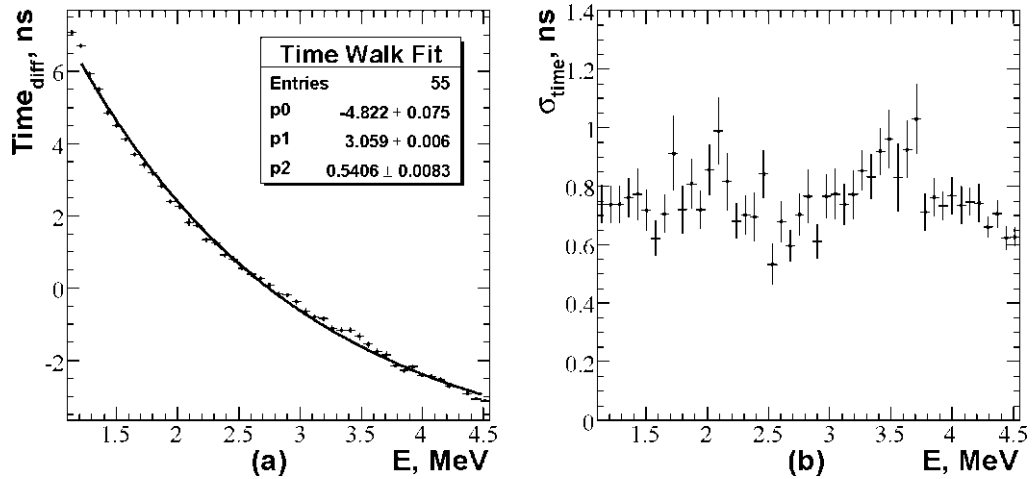 Time_diff, ns
6
4
2
0
-2
Time Walk Fit
Entries 55
p0 -4.822 ± 0.075
p1 3.059 ± 0.006
p2 0.5406 ± 0.0083
1.5 2 2.5 3 3.5 4 4.5
(a) E, MeV
σ_time, ns
1.4
1.2
1
0.8
0.6
0.4
0.2
0
1.5 2 2.5 3 3.5 4 4.5
(b) E, MeV